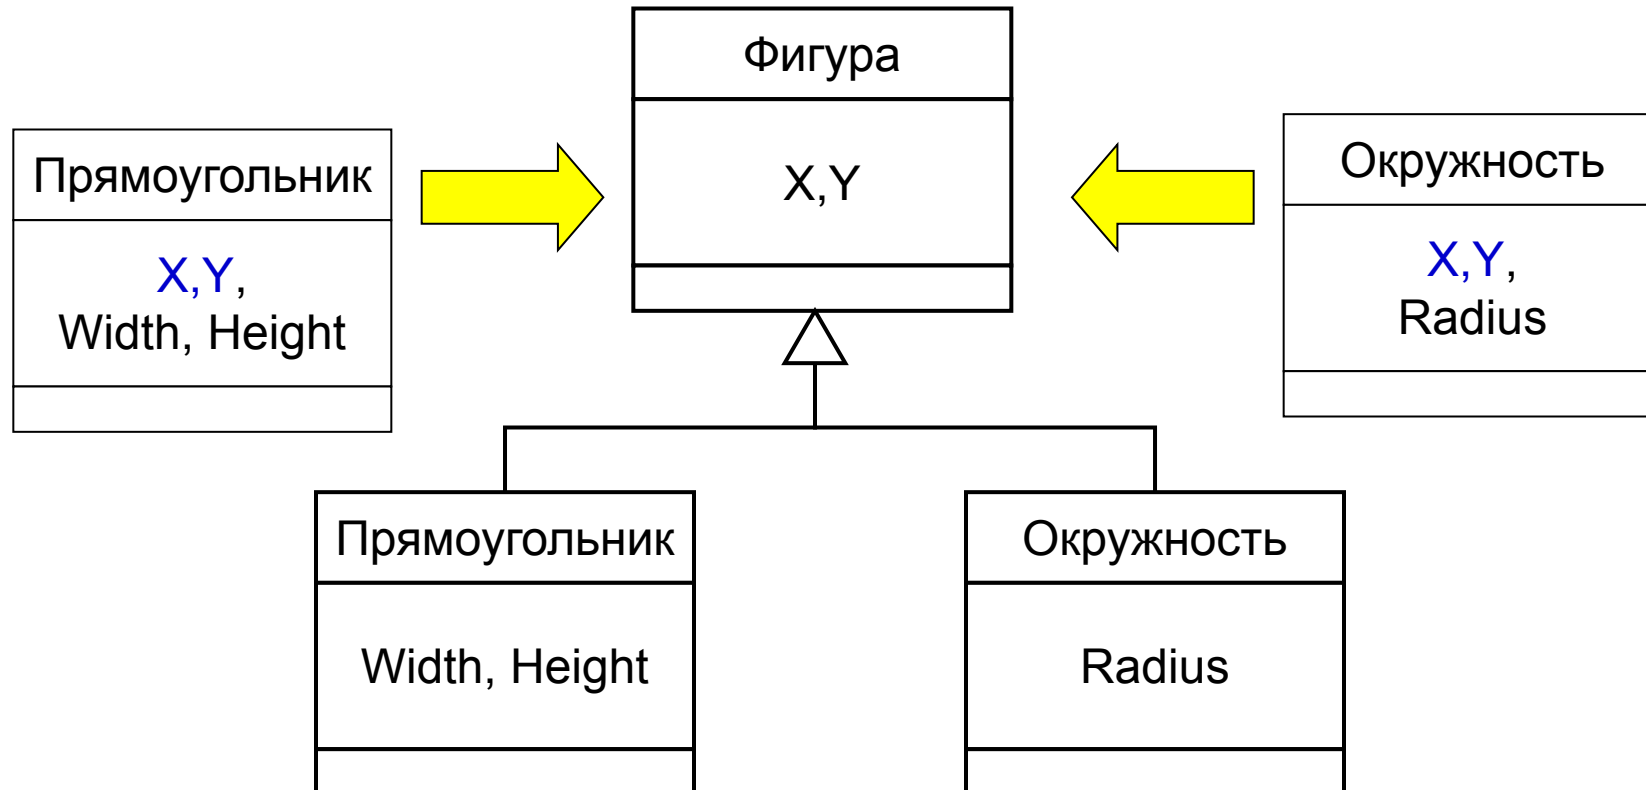 Фигура
X,Y
Прямоугольник
X,Y,
Width, Height
Окружность
X,Y,
Radius
Прямоугольник
Width, Height
Окружность
Radius